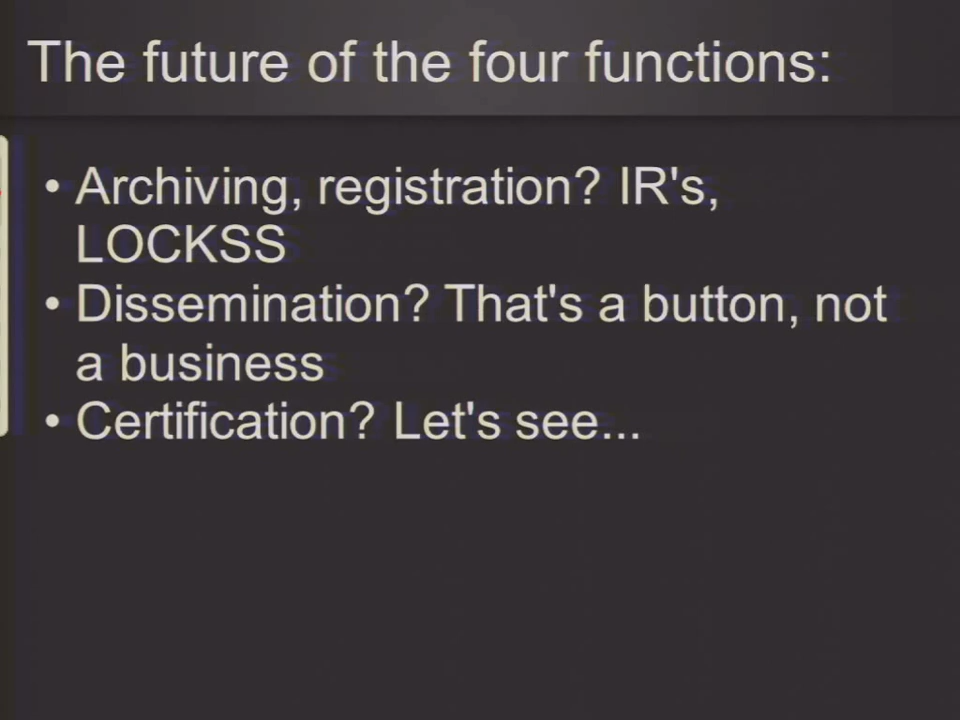 The future of the four functions:
• Archiving, registration? IR's,
LOCKSS
• Dissemination? That's a button, not
a business
• Certification? Let's see...